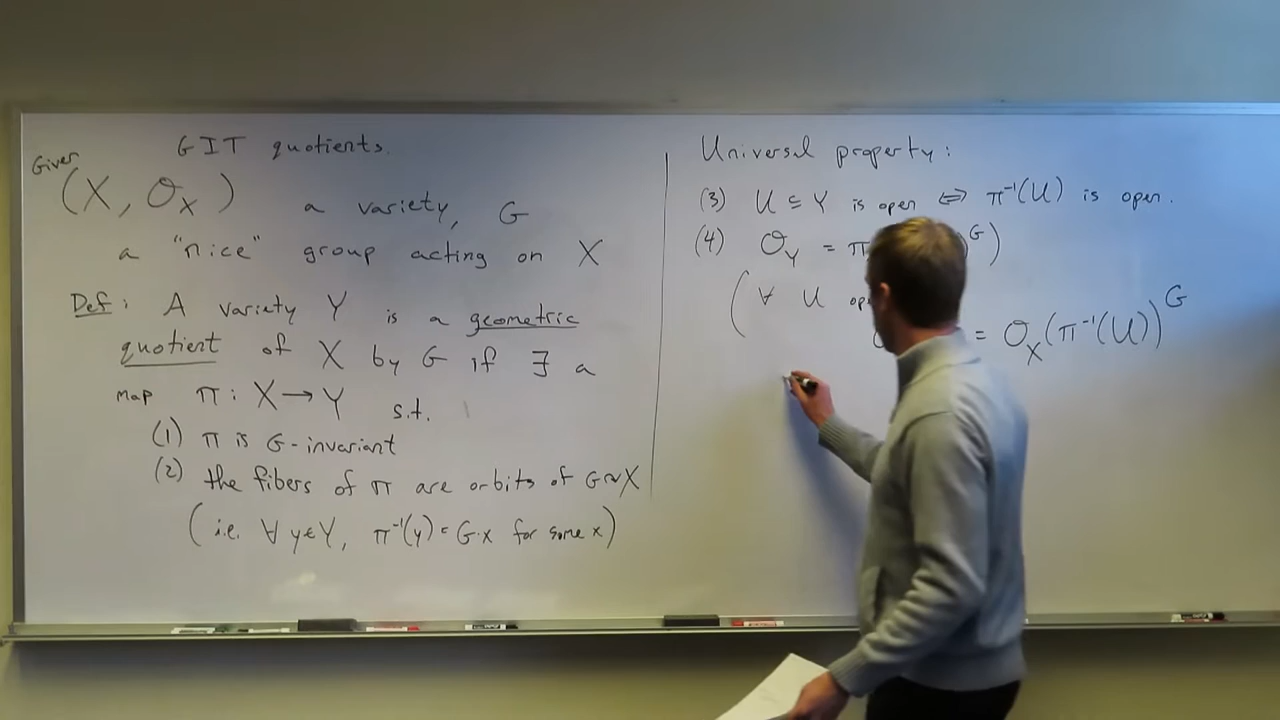 GIT quotients.
Given
(X, O_X) a variety, G
a "nice" group acting on X
Def: A variety Y is a geometric
quotient of X by G if ∃ a
map π: X → Y s.t.
(1) π is G-invariant
(2) the fibers of π are orbits of G↷X
(i.e. ∀ y∈Y, π⁻¹(y) = G·x for some x)
Universal property:
(3) U ⊆ Y is open ⇔ π⁻¹(U) is open.
(4) O_Y = π G)
(∀ U
= O_X(π⁻¹(U))^G